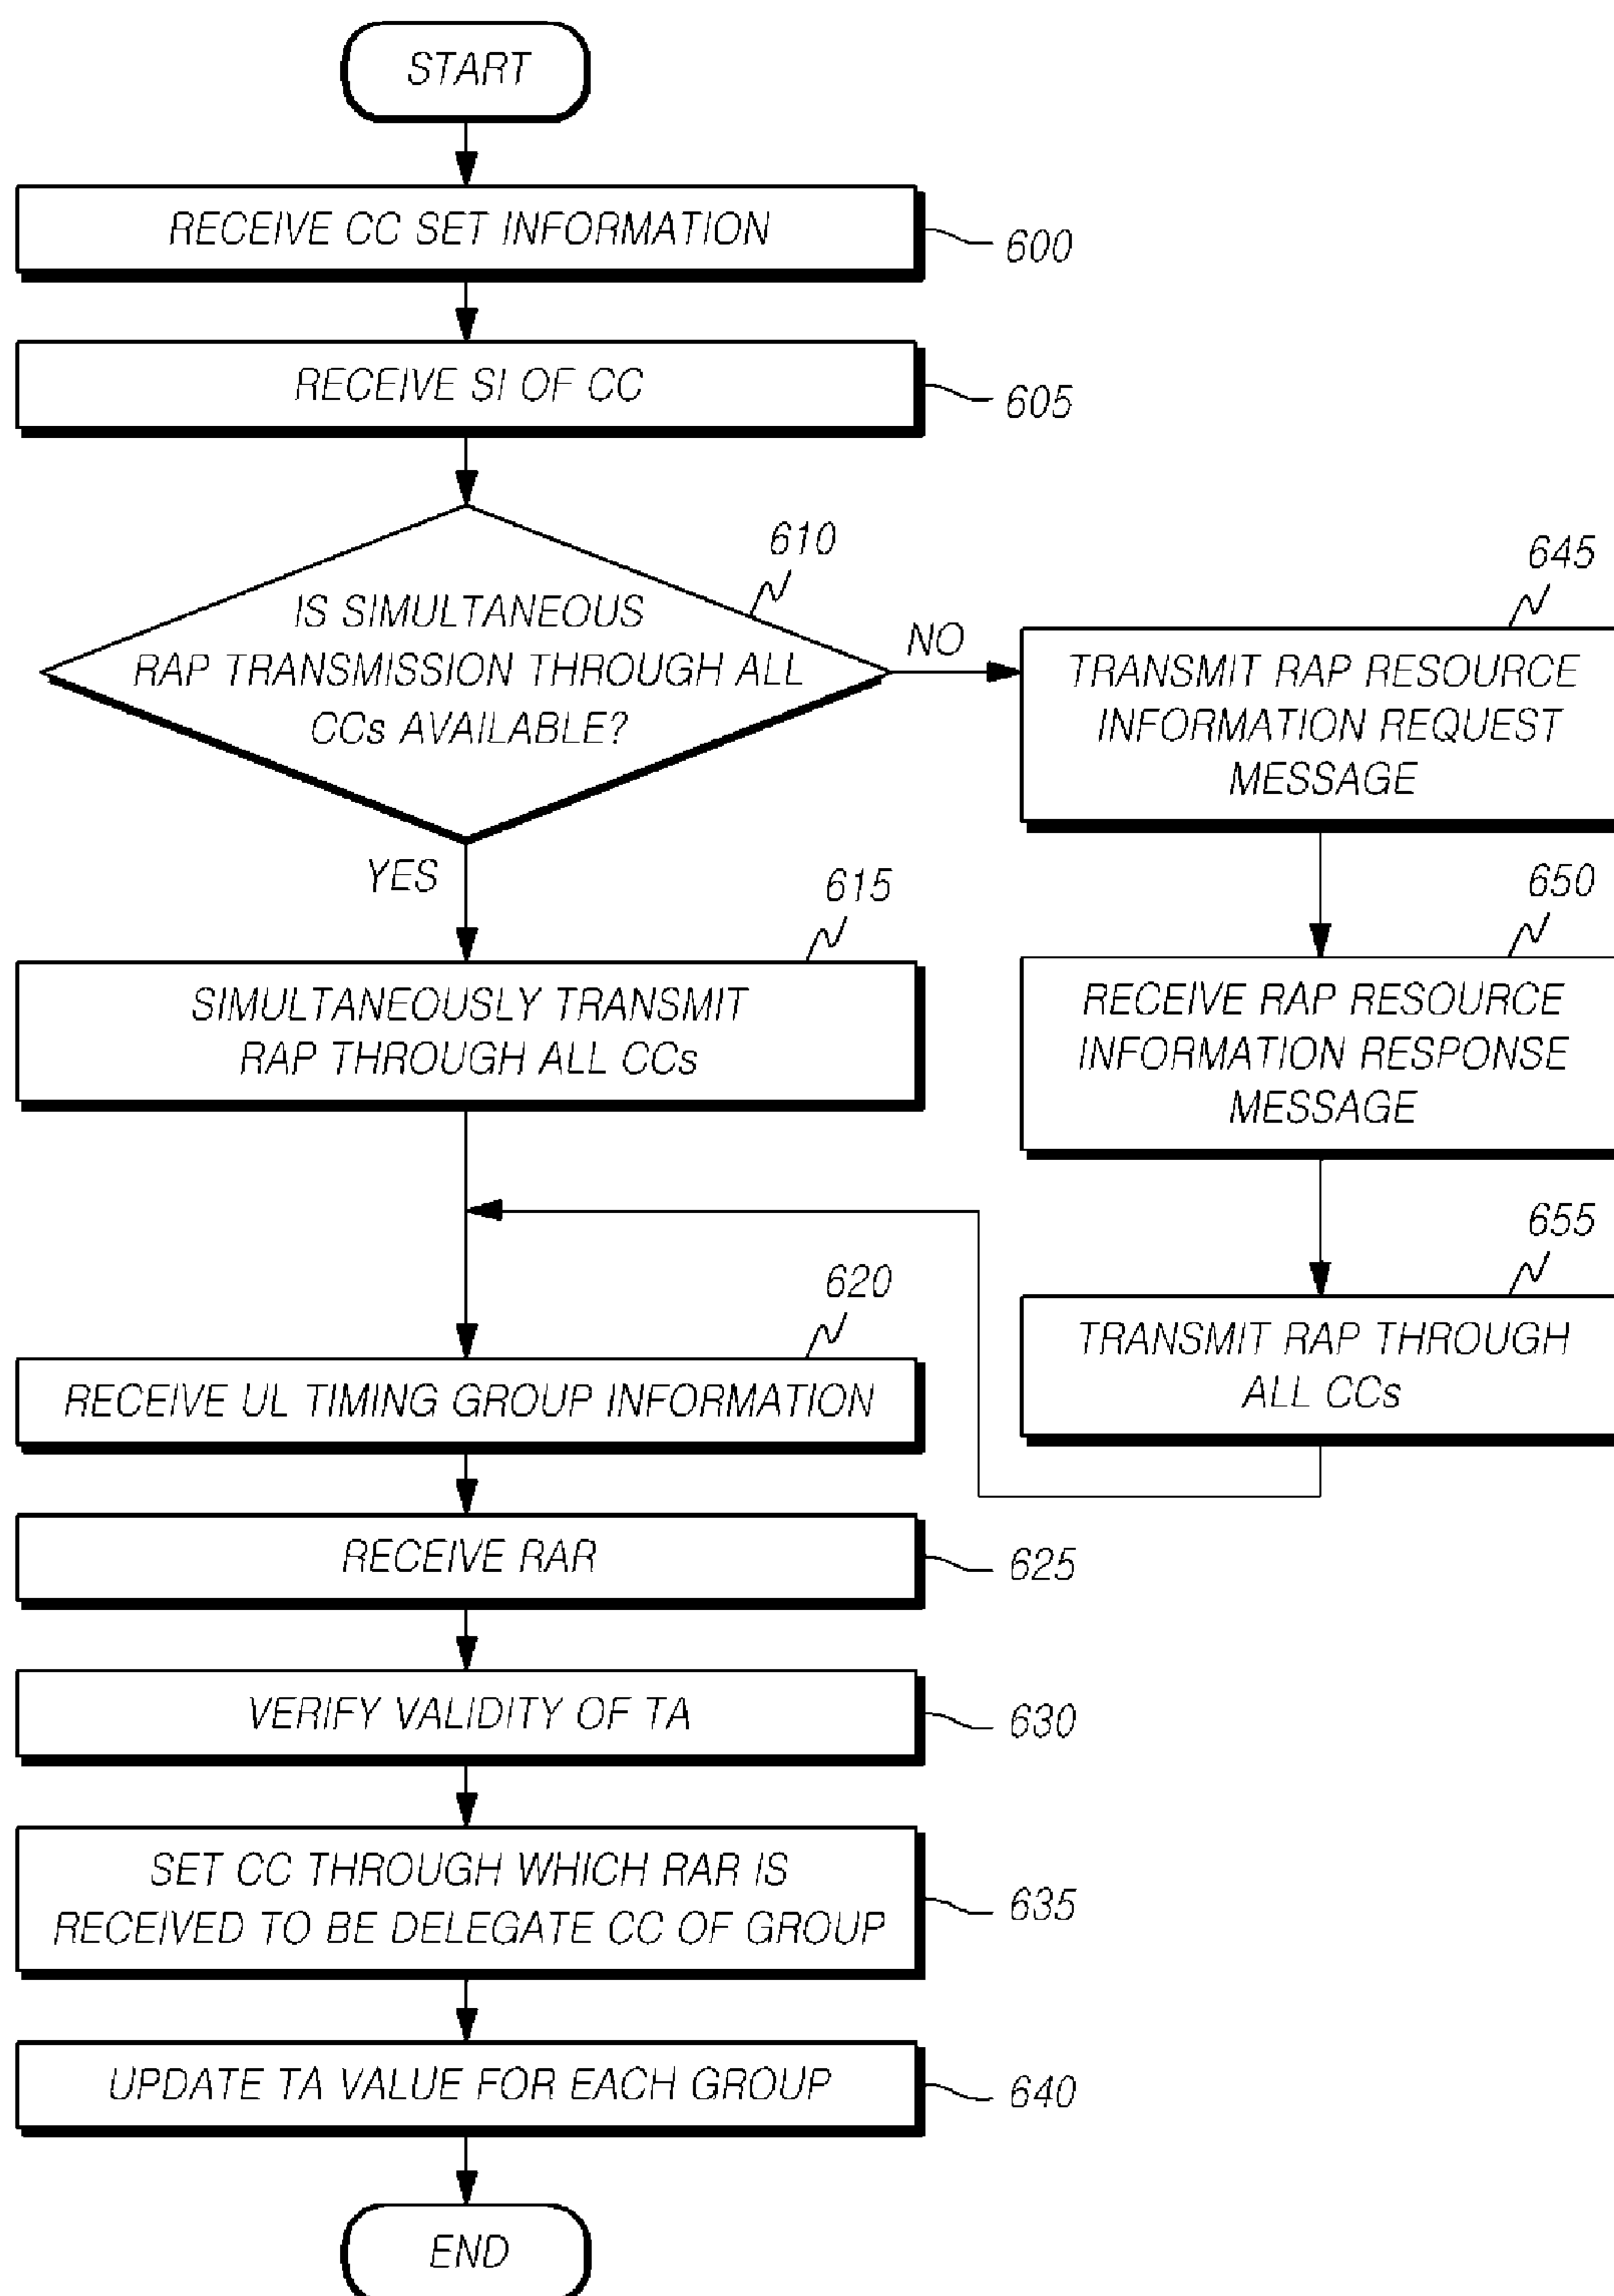 START
RECEIVE CC SET INFORMATION
600
RECEIVE SI OF CC
605
610
IS SIMULTANEOUS
RAP TRANSMISSION THROUGH ALL
CCs AVAILABLE?
NO
YES
645
TRANSMIT RAP RESOURCE
INFORMATION REQUEST
MESSAGE
615
SIMULTANEOUSLY TRANSMIT
RAP THROUGH ALL CCs
650
RECEIVE RAP RESOURCE
INFORMATION RESPONSE
MESSAGE
655
TRANSMIT RAP THROUGH
ALL CCs
620
RECEIVE UL TIMING GROUP INFORMATION
RECEIVE RAR
625
VERIFY VALIDITY OF TA
630
SET CC THROUGH WHICH RAR IS
RECEIVED TO BE DELEGATE CC OF GROUP
635
UPDATE TA VALUE FOR EACH GROUP
640
END